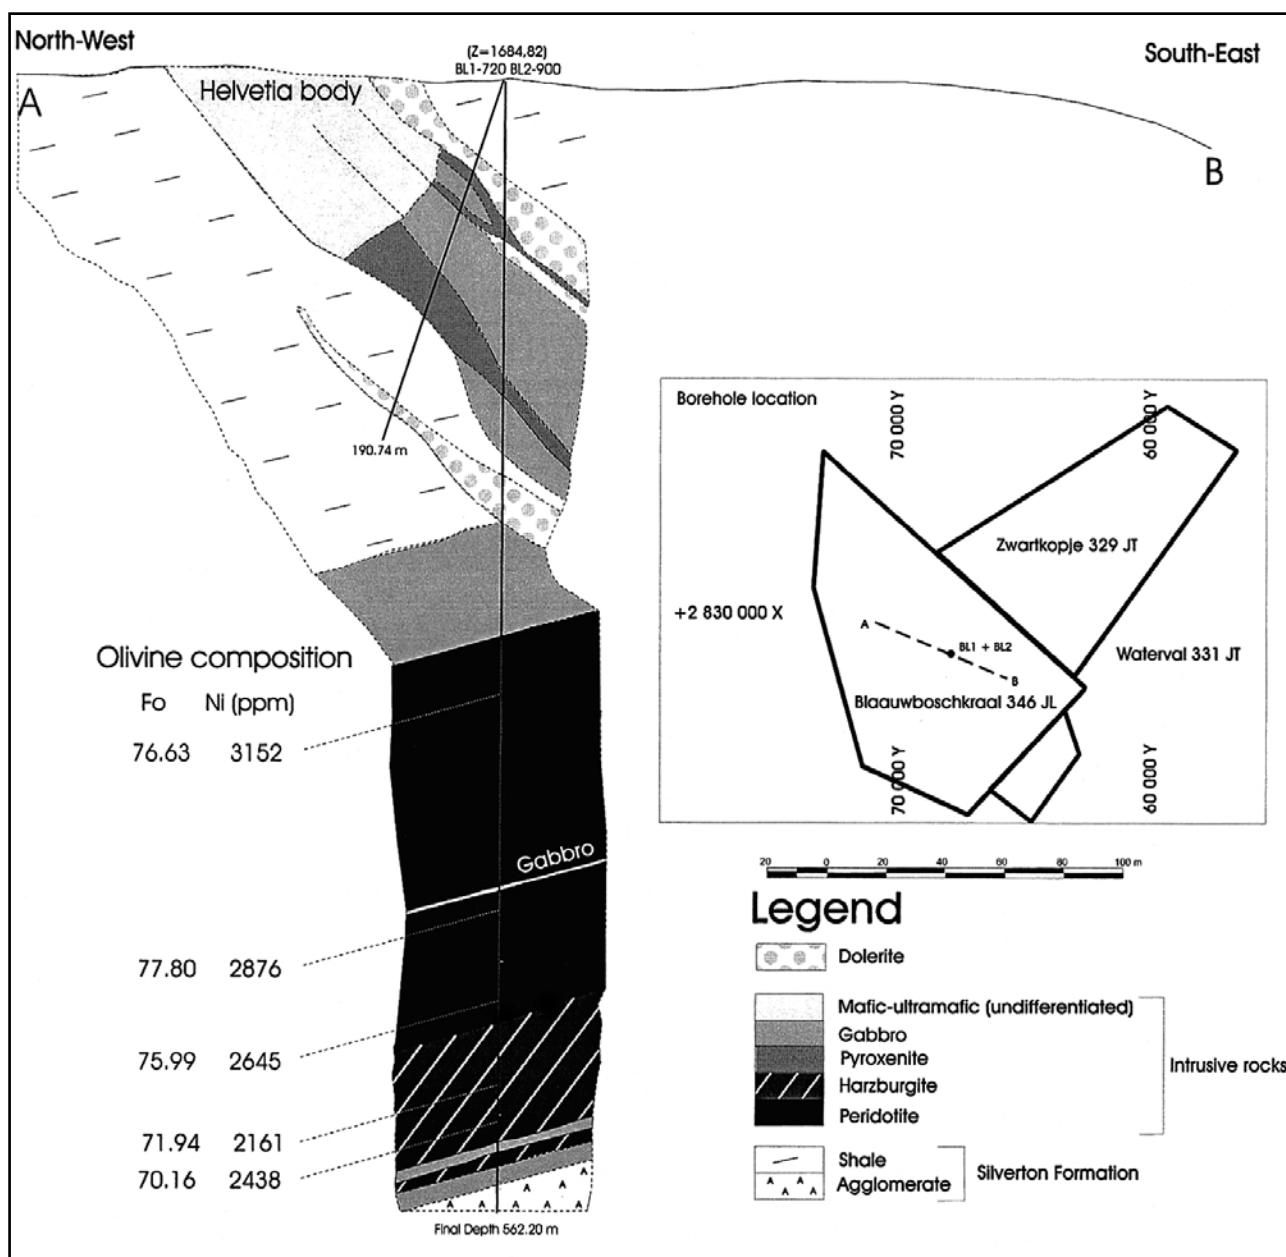 North-West
(Z=1684,82)
BL1-720 BL2-900
South-East
Helvetia body
A
B
190.74 m
Borehole location
70 000 Y
60 000 Y
Zwartkopje 329 JT
+2 830 000 X
A
BL1 + BL2
B
Waterval 331 JT
Blaauwboschkraal 346 JL
70 000 Y
60 000 Y
Olivine composition
Fo Ni (ppm)
76.63 3152
Gabbro
77.80 2876
75.99 2645
71.94 2161
70.16 2438
Final Depth 562.20 m
20 0 20 40 60 80 100 m
Legend
Dolerite
Mafic-ultramafic (undifferentiated)
Gabbro
Pyroxenite
Harzburgite
Peridotite
Intrusive rocks
Shale
Agglomerate
Silverton Formation
A A A A A
A A A A A